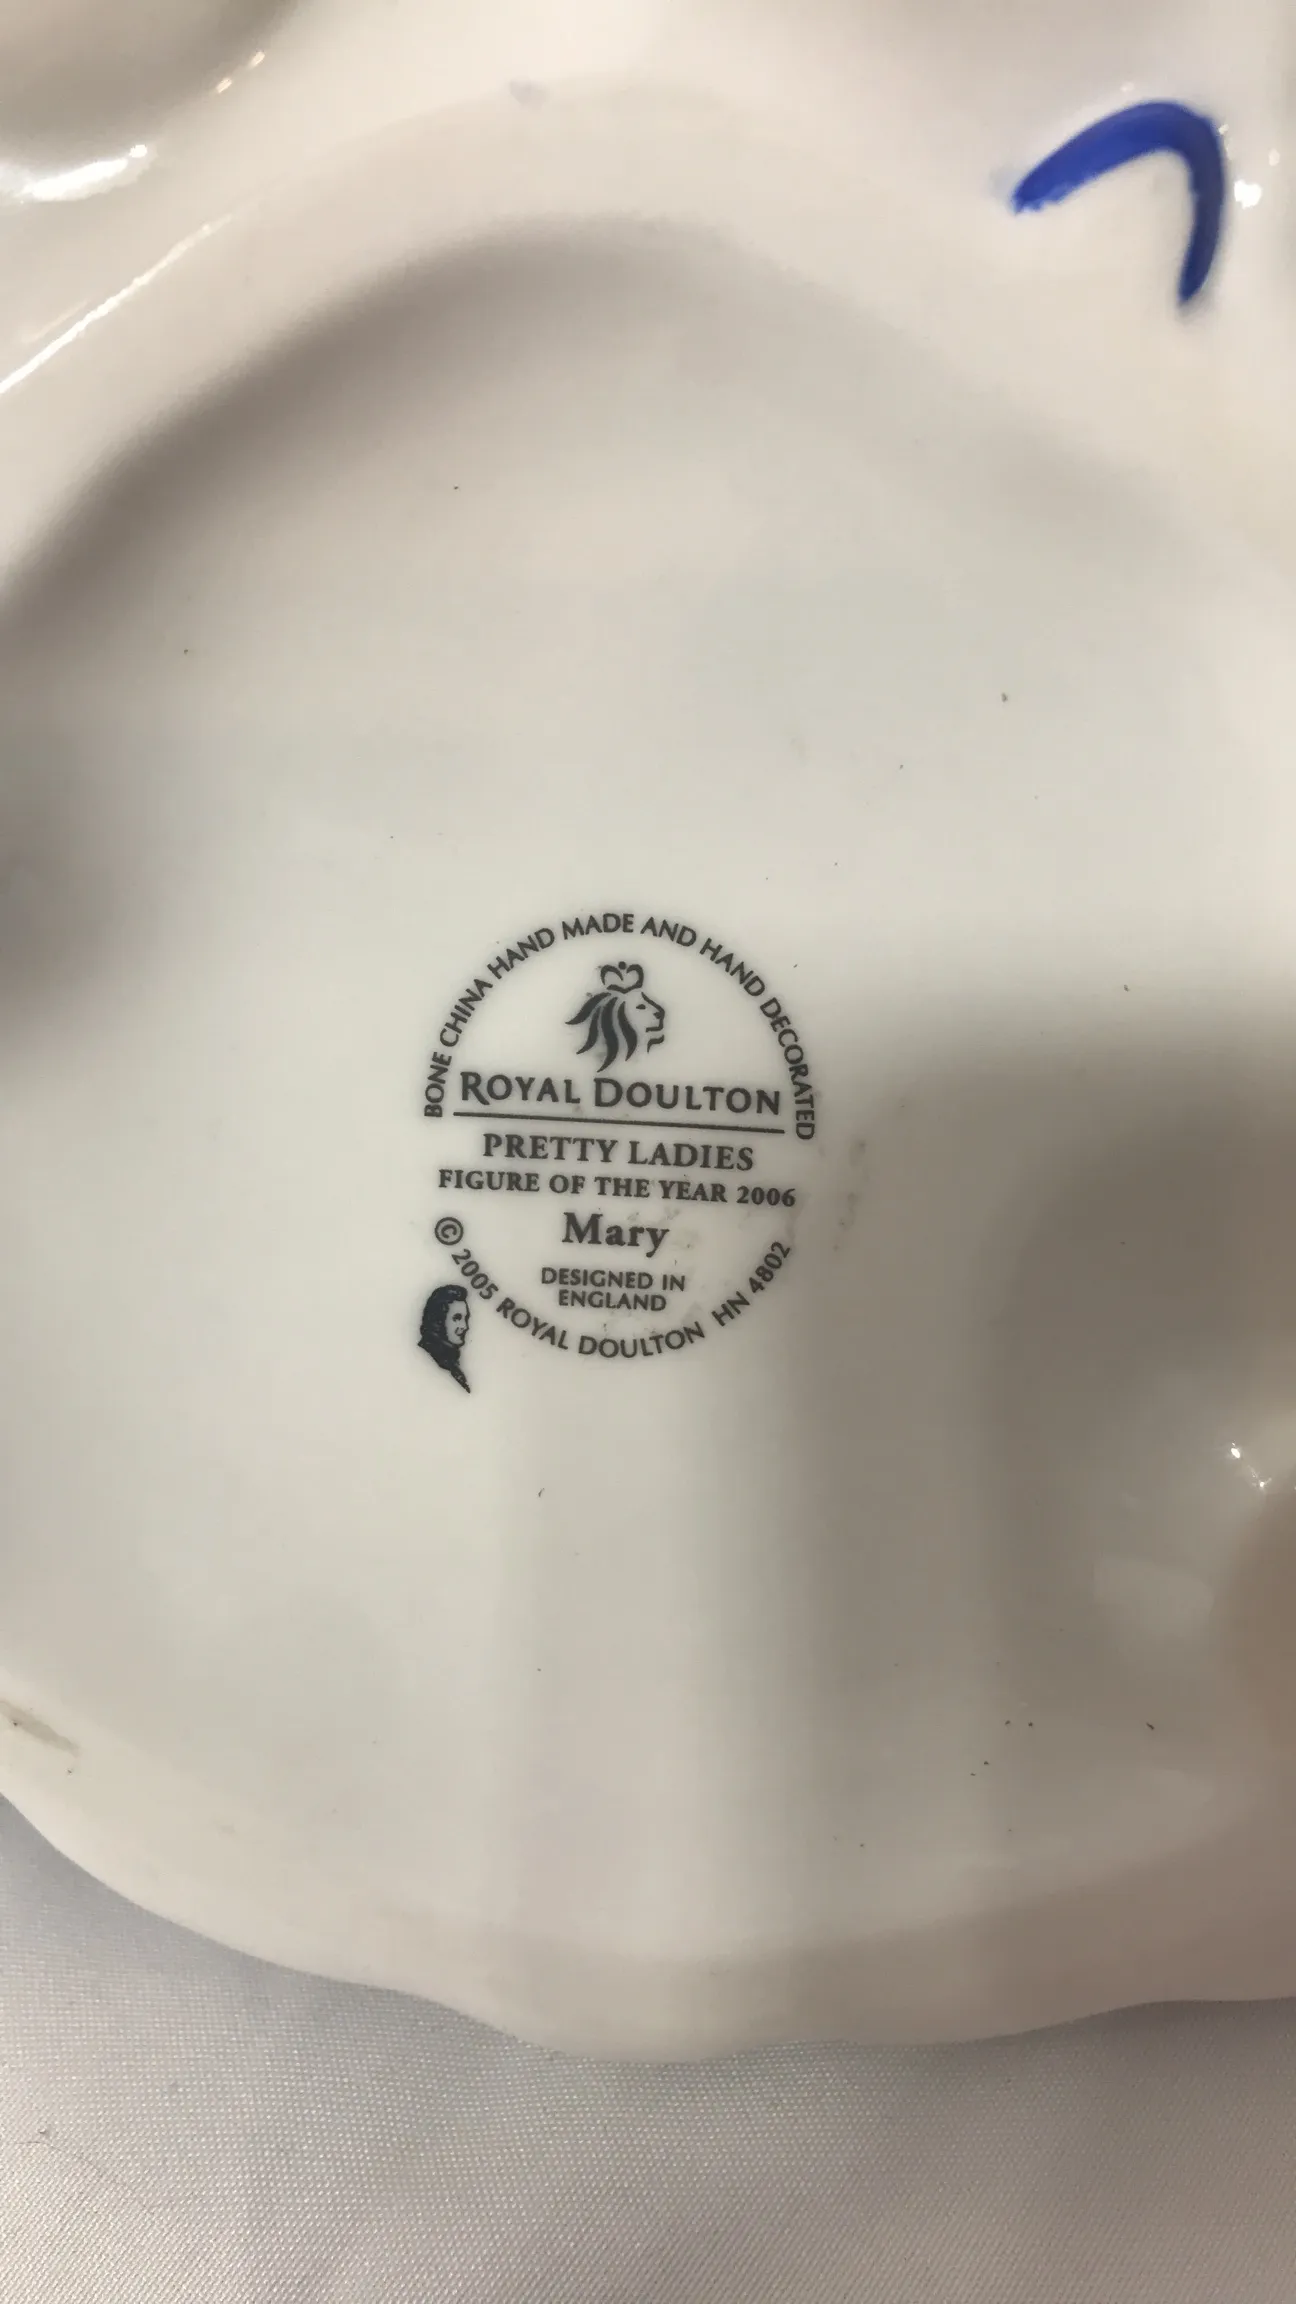 BONE CHINA HAND MADE AND HAND DECORATED
ROYAL DOULTON
PRETTY LADIES
FIGURE OF THE YEAR 2006
Mary
DESIGNED IN
ENGLAND
© 2005 ROYAL DOULTON HN 4802